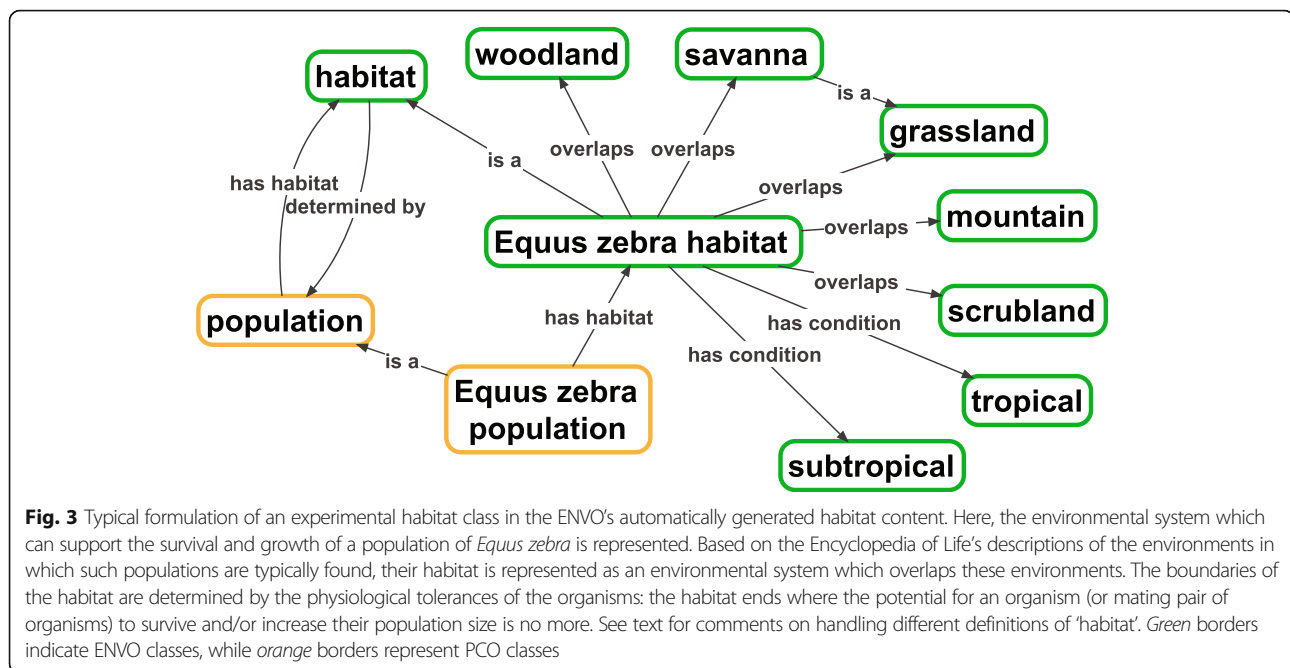 woodland
savanna
habitat
is a
grassland
overlaps
overlaps
is a
has habitat
determined by
overlaps
mountain
overlaps
Equus zebra habitat
overlaps
scrubland
population
has habitat
has condition
has condition
is a
Equus zebra
population
tropical
subtropical
Fig. 3 Typical formulation of an experimental habitat class in the ENVO's automatically generated habitat content. Here, the environmental system which
can support the survival and growth of a population of Equus zebra is represented. Based on the Encyclopedia of Life's descriptions of the environments in
which such populations are typically found, their habitat is represented as an environmental system which overlaps these environments. The boundaries of
the habitat are determined by the physiological tolerances of the organisms: the habitat ends where the potential for an organism (or mating pair of
organisms) to survive and/or increase their population size is no more. See text for comments on handling different definitions of 'habitat'. Green borders
indicate ENVO classes, while orange borders represent PCO classes